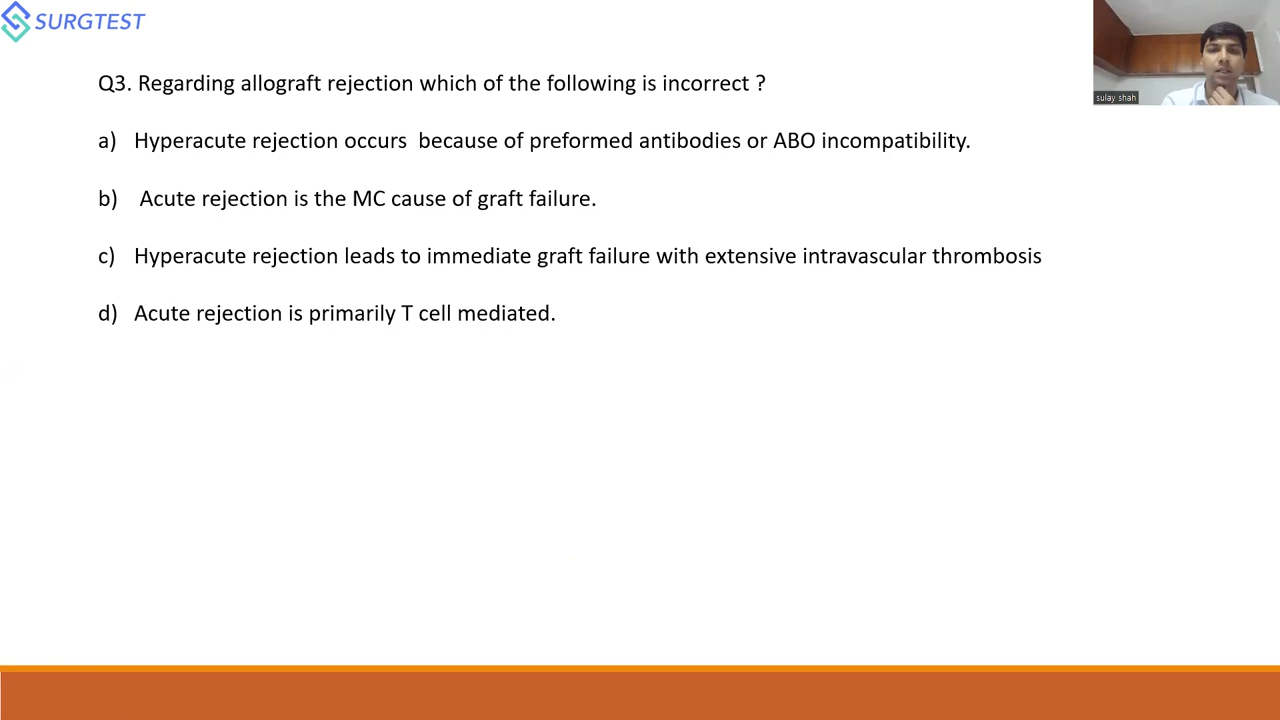 SURGTEST
sulay shah
Q3. Regarding allograft rejection which of the following is incorrect ?
a) Hyperacute rejection occurs because of preformed antibodies or ABO incompatibility.
b) Acute rejection is the MC cause of graft failure.
c) Hyperacute rejection leads to immediate graft failure with extensive intravascular thrombosis
d) Acute rejection is primarily T cell mediated.